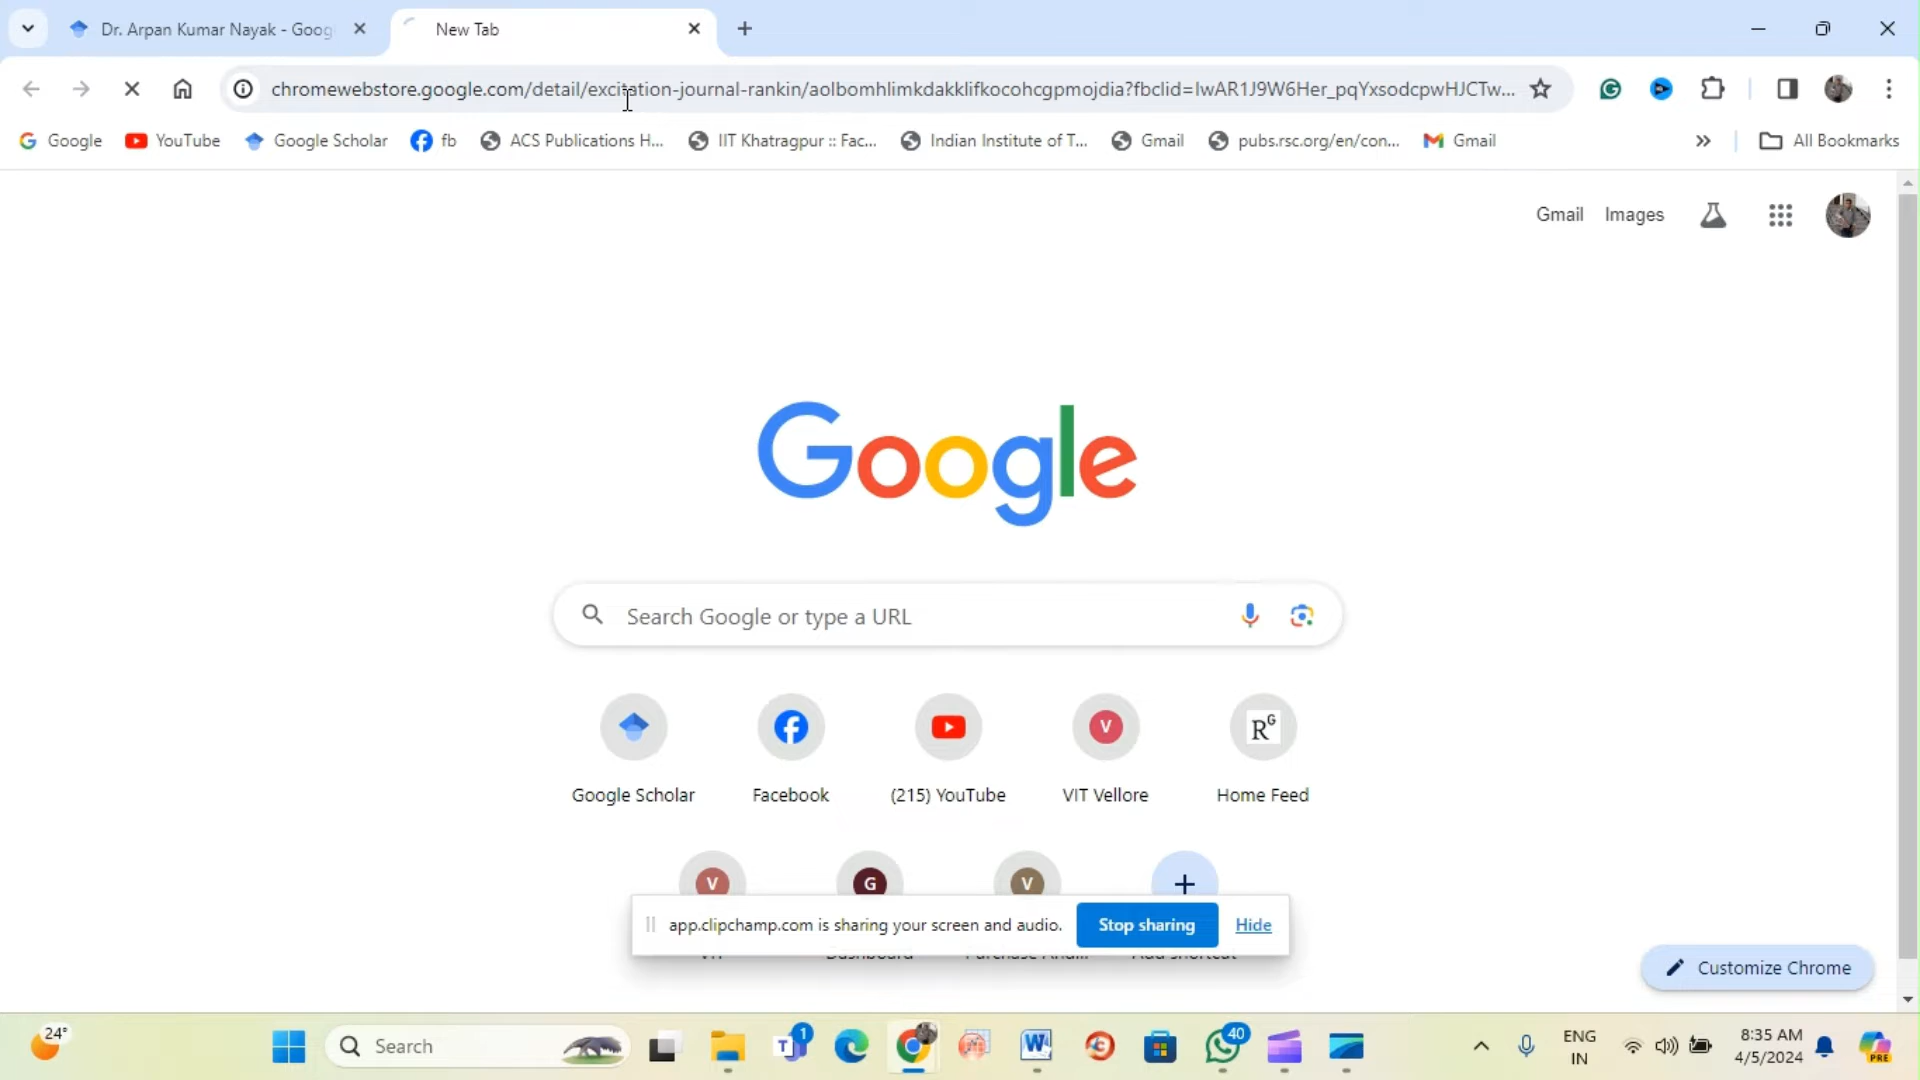 Dr. Arpan Kumar Nayak - Goog
New Tab
chromewebstore.google.com/detail/excitation-journal-rankin/aolbomhlimkdakklifkocohcgpmojdia?fbclid=IwAR1J9W6Her_pqYxsodcpwHJCTw...
Google
YouTube
Google Scholar
fb
ACS Publications H...
IIT Khatragpur :: Fac...
Indian Institute of T...
Gmail
pubs.rsc.org/en/con...
Gmail
All Bookmarks
Gmail
Images
Google
Search Google or type a URL
V
RG
Google Scholar
Facebook
(215) YouTube
VIT Vellore
Home Feed
V
G
V
app.clipchamp.com is sharing your screen and audio.
Stop sharing
Hide
Customize Chrome
24°
Search
1
40
ENG
IN
8:35 AM
4/5/2024
PRE